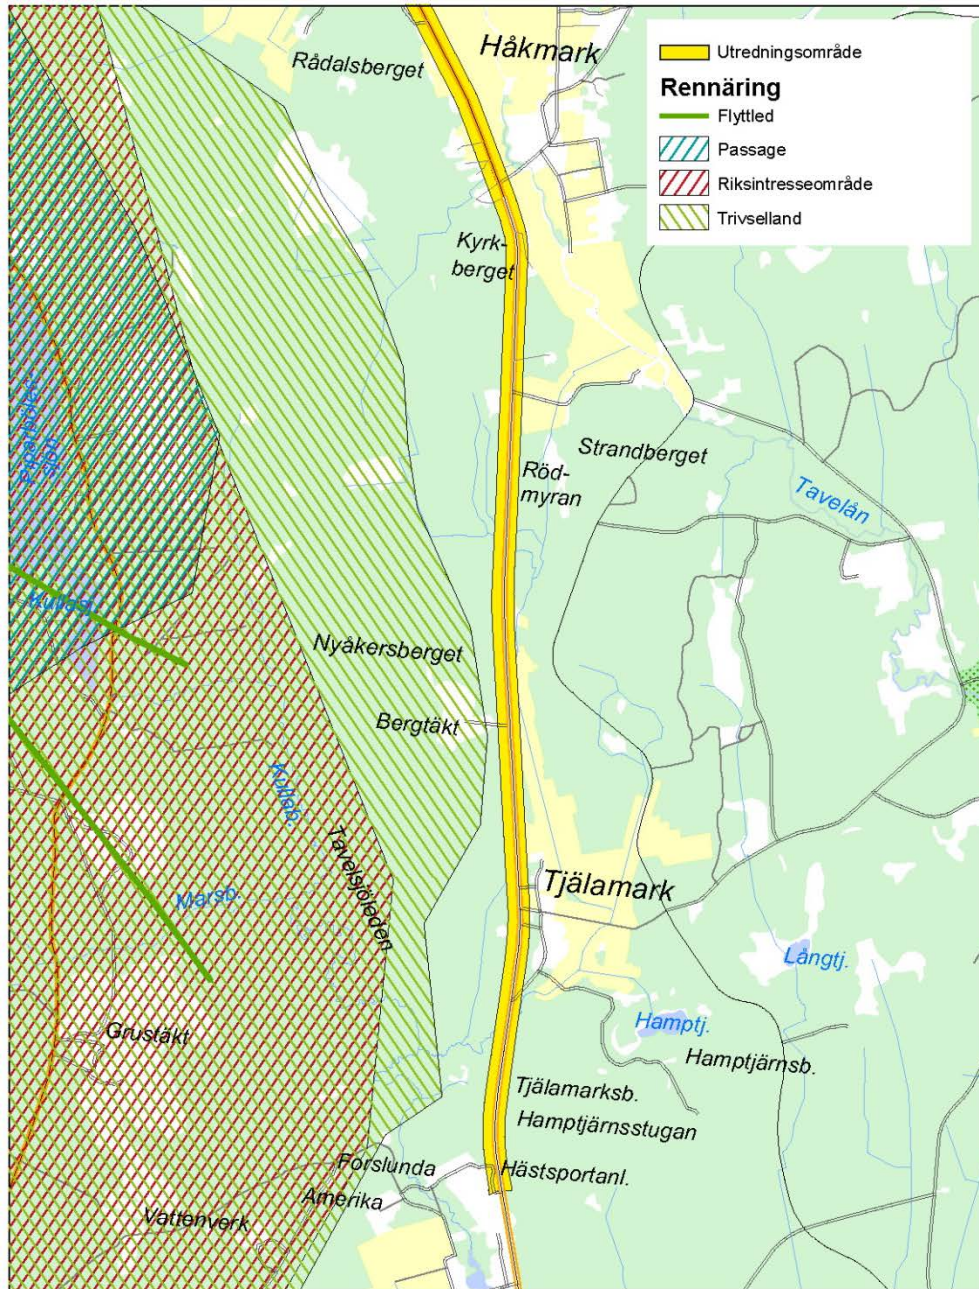 Håkmark
Rådalsberget
Utredningsområde
Rennäring
Flyttled
Passage
Riksintresseområde
Trivselland
Kyrk-
berget
Strandberget
Röd-
myran
Tavelån
Nyåkersberget
Bergtäkt
Kullab.
Tavelsjöleden
Marsb.
Tjälamark
Långtj.
Hamptj.
Hamptjärnsb.
Grustäkt
Tjälamarksb.
Hamptjärnsstugan
Forslunda
Hästsportanl.
Amerika
Vattenverk